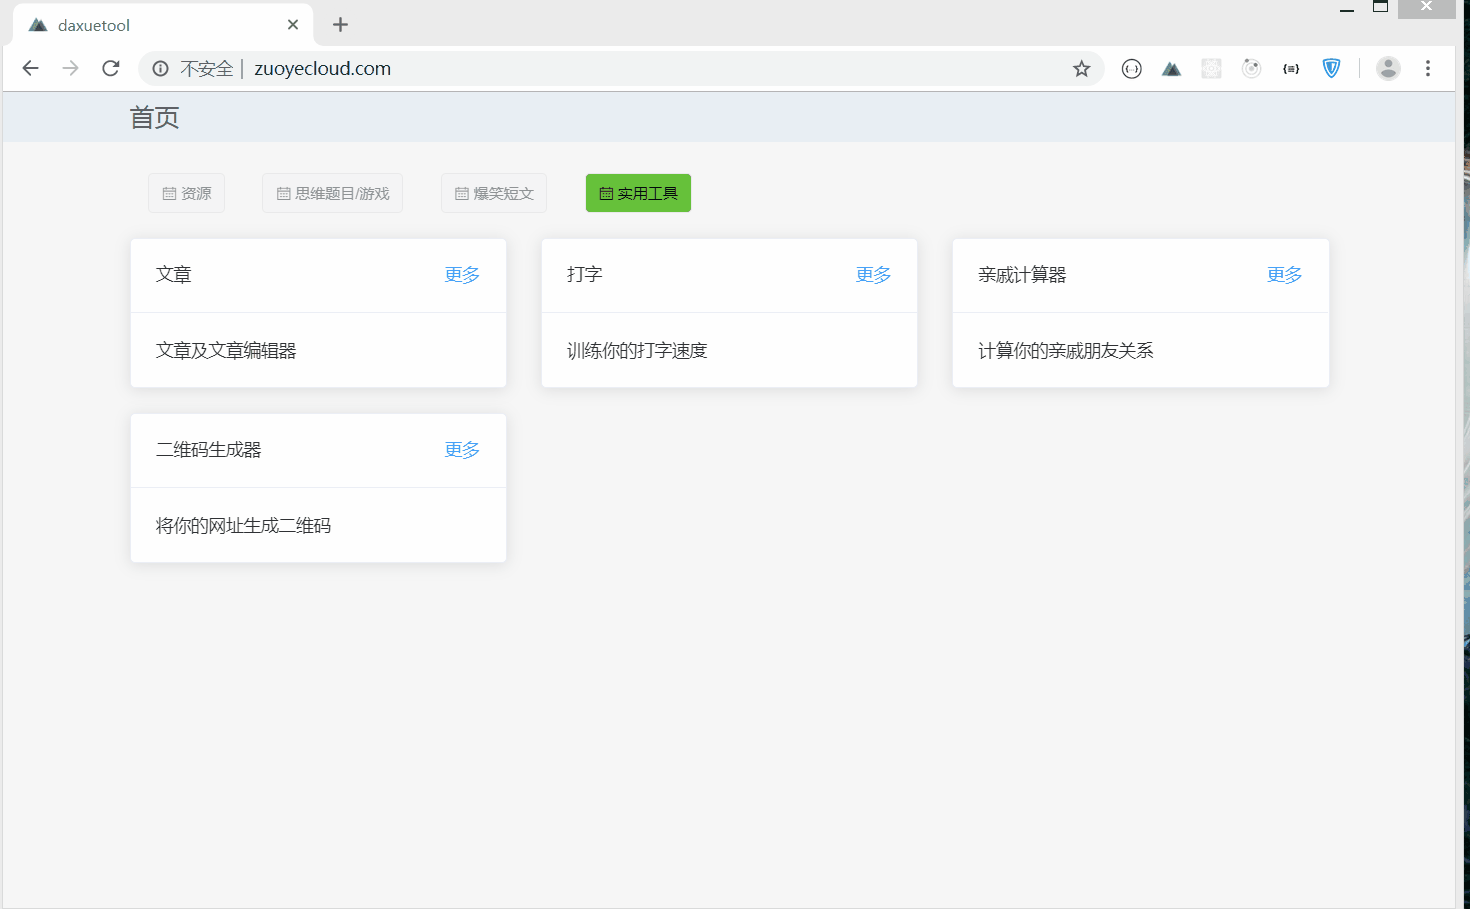 daxuetool
不安全 zuoyecloud.com
首页
资源 思维题目/游戏 爆笑短文 实用工具
文章 更多
文章及文章编辑器
打字 更多
训练你的打字速度
亲戚计算器 更多
计算你的亲戚朋友关系
二维码生成器 更多
将你的网址生成二维码